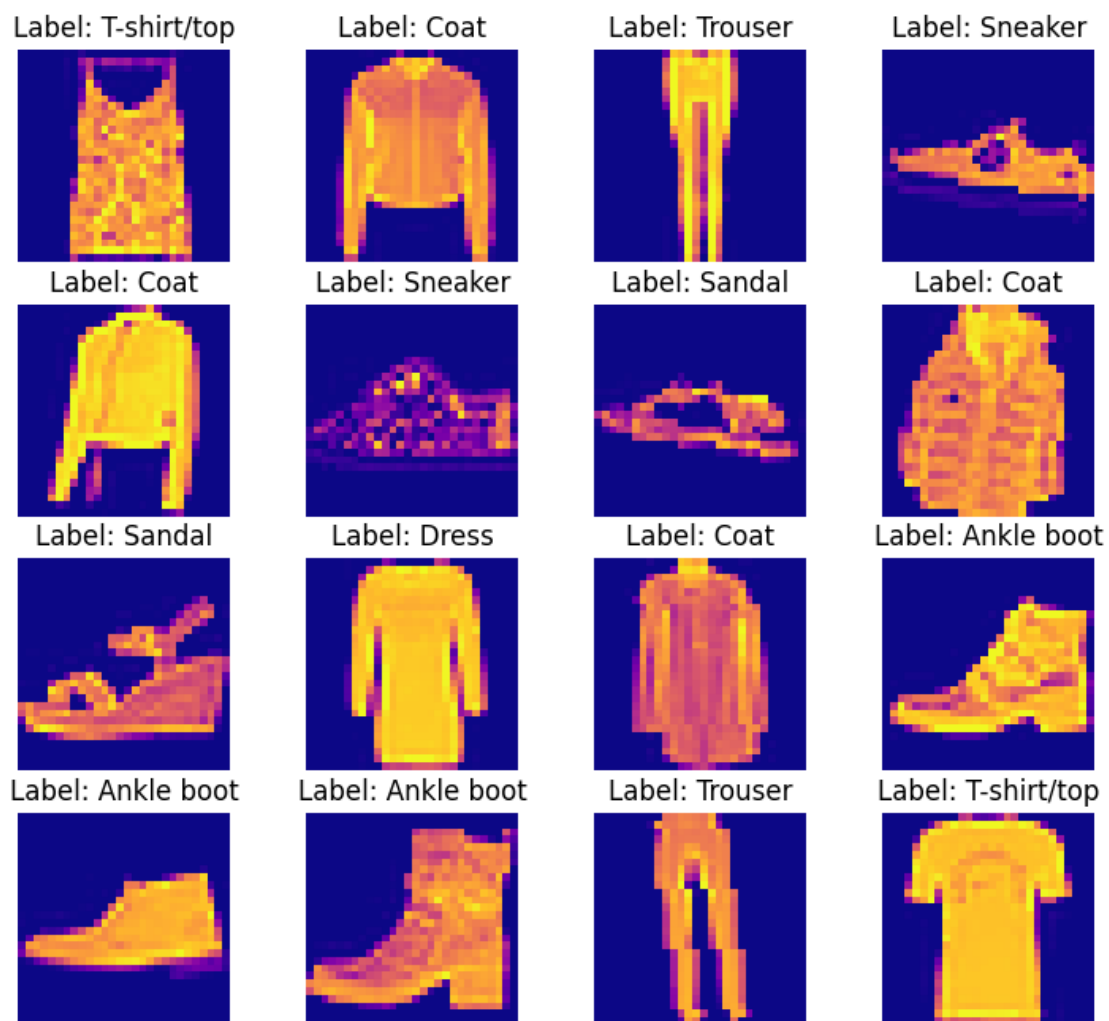 Label: T-shirt/top
Label: Coat
Label: Trouser
Label: Sneaker
Label: Coat
Label: Sneaker
Label: Sandal
Label: Coat
Label: Sandal
Label: Dress
Label: Coat
Label: Ankle boot
Label: Ankle boot
Label: Ankle boot
Label: Trouser
Label: T-shirt/top